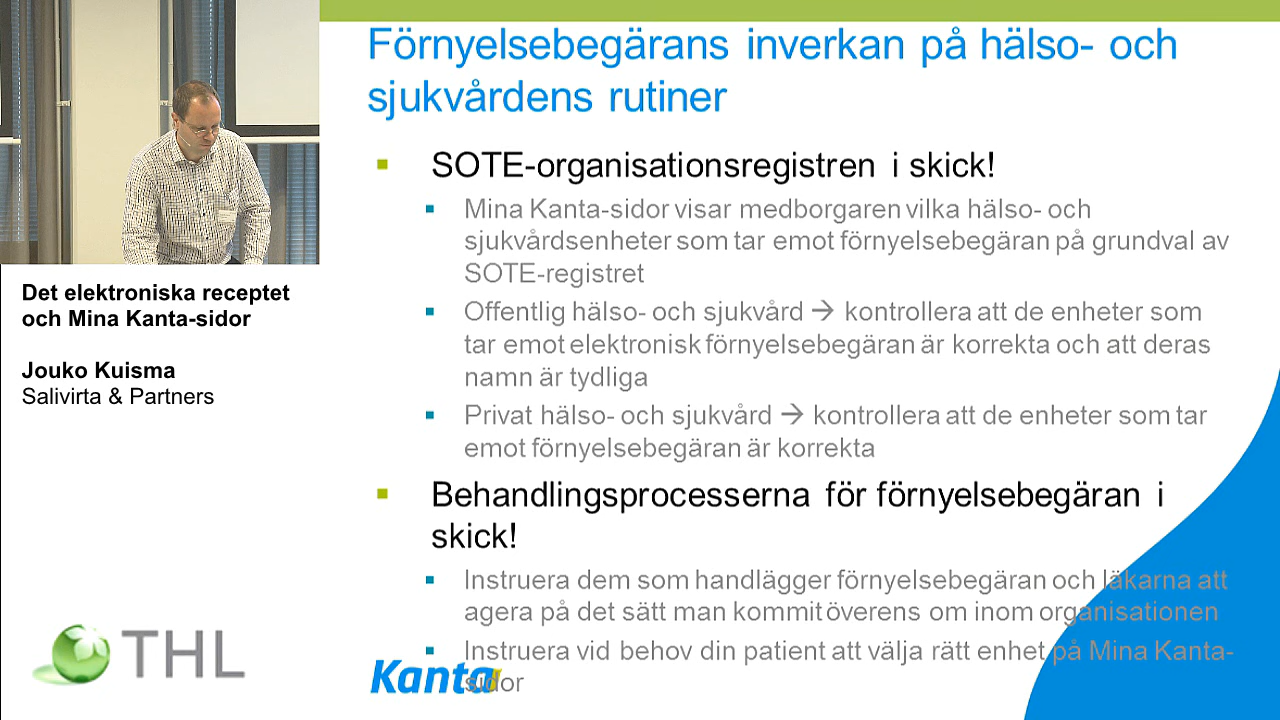 Förnyelsebegärans inverkan på hälso- och
sjukvårdens rutiner
SOTE-organisationsregistren i skick!
Mina Kanta-sidor visar medborgaren vilka hälso- och
sjukvårdsenheter som tar emot förnyelsebegäran på grundval av
SOTE-registret
Offentlig hälso- och sjukvård → kontrollera att de enheter som
tar emot elektronisk förnyelsebegäran är korrekta och att deras
namn är tydliga
Privat hälso- och sjukvård → kontrollera att de enheter som tar
emot förnyelsebegäran är korrekta
Behandlingsprocesserna för förnyelsebegäran i
skick!
Instruera dem som handlägger förnyelsebegäran och läkarna att
agera på det sätt man kommit överens om inom organisationen
Instruera vid behov din patient att välja rätt enhet på Mina Kanta-
sidor
Kanta
Det elektroniska receptet
och Mina Kanta-sidor
Jouko Kuisma
Salivirta & Partners
THL